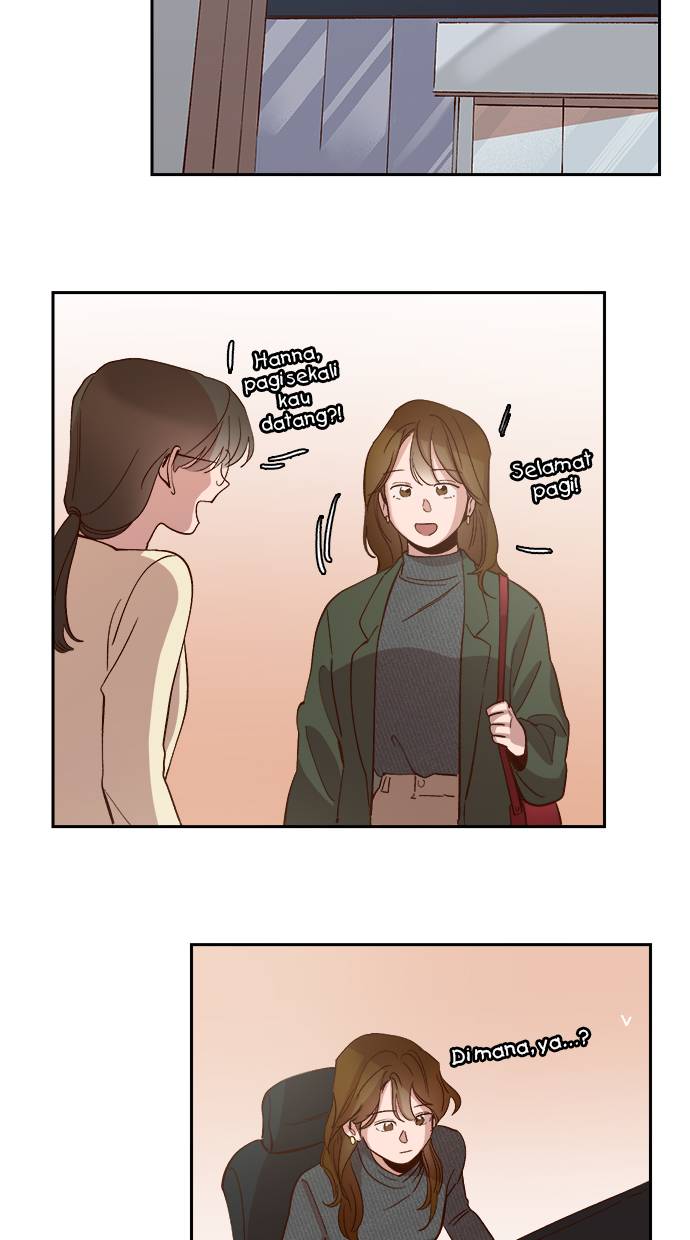 Hanna,
pagi sekali
kau
datang?!
Selamat
pagi!
Di mana, ya...?